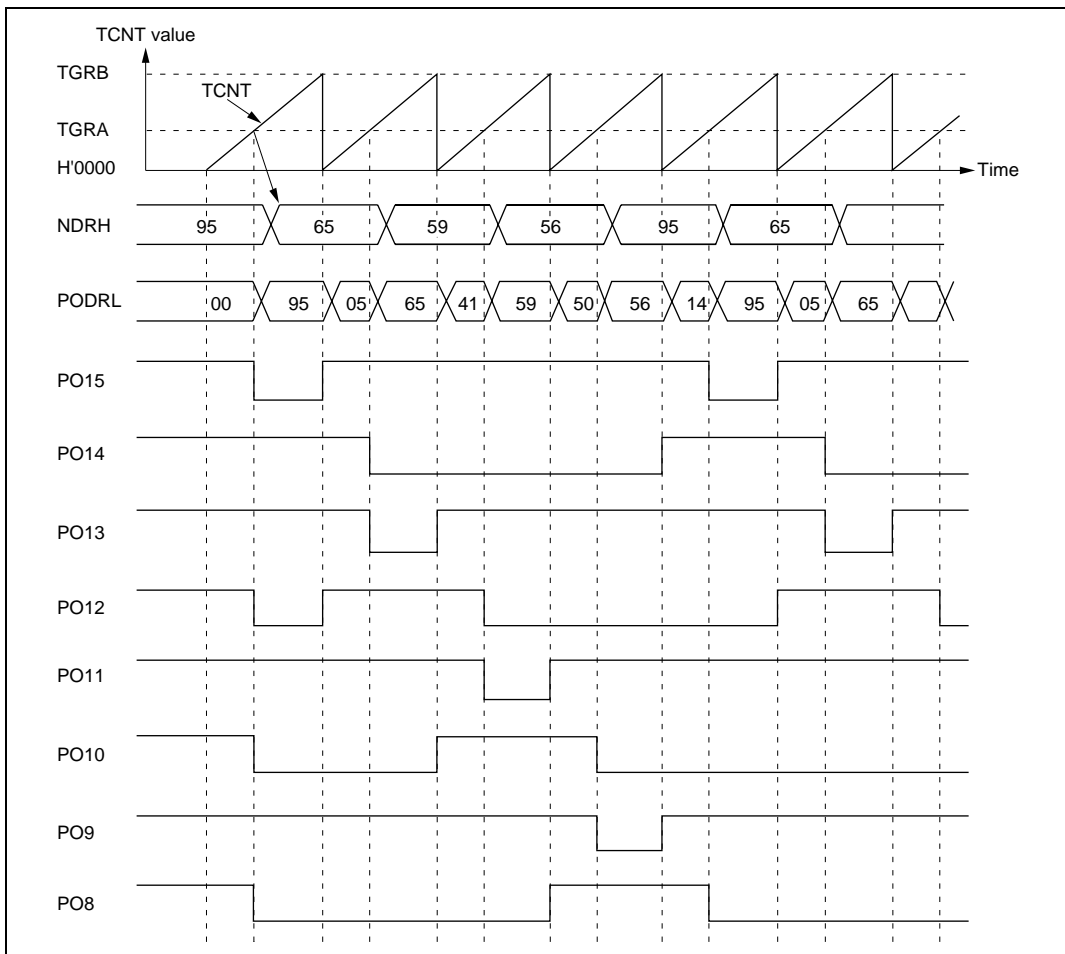 TCNT value
TGRB
TCNT
TGRA
H'0000
Time
NDRH
95 65 59 56 95 65
PODRL
00 95 05 65 41 59 50 56 14 95 05 65
PO15
PO14
PO13
PO12
PO11
PO10
PO9
PO8